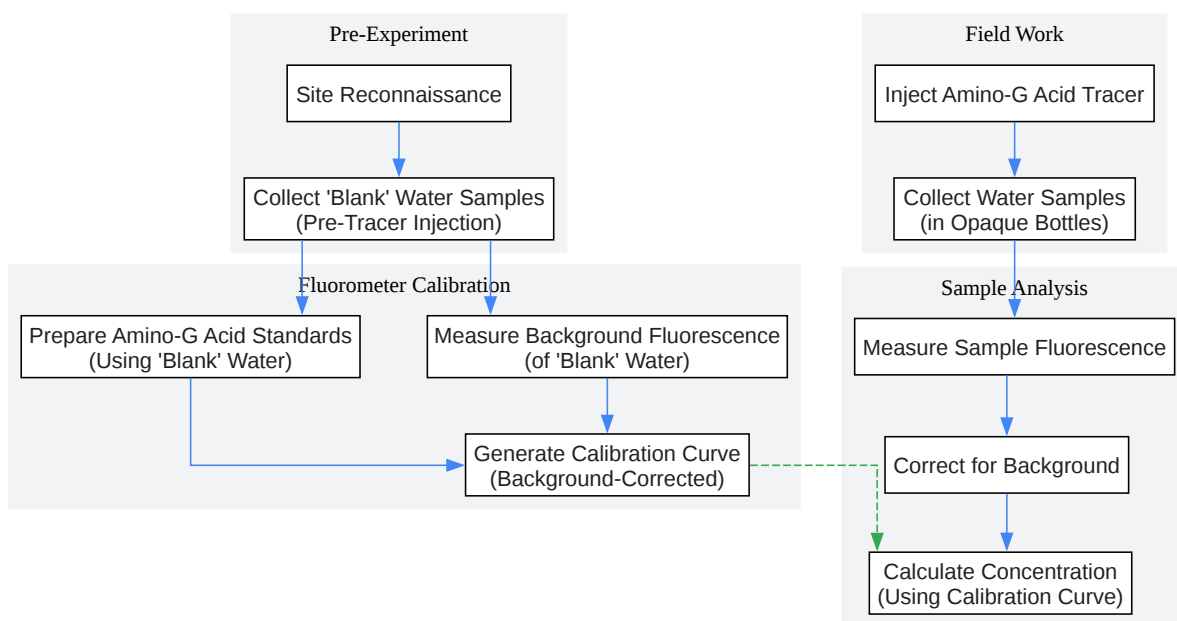 Pre-Experiment
Site Reconnaissance
Collect 'Blank' Water Samples
(Pre-Tracer Injection)
Fluorometer Calibration
Prepare Amino-G Acid Standards
(Using 'Blank' Water)
Measure Background Fluorescence
(of 'Blank' Water)
Generate Calibration Curve
(Background-Corrected)
Field Work
Inject Amino-G Acid Tracer
Collect Water Samples
(in Opaque Bottles)
Sample Analysis
Measure Sample Fluorescence
Correct for Background
Calculate Concentration
(Using Calibration Curve)